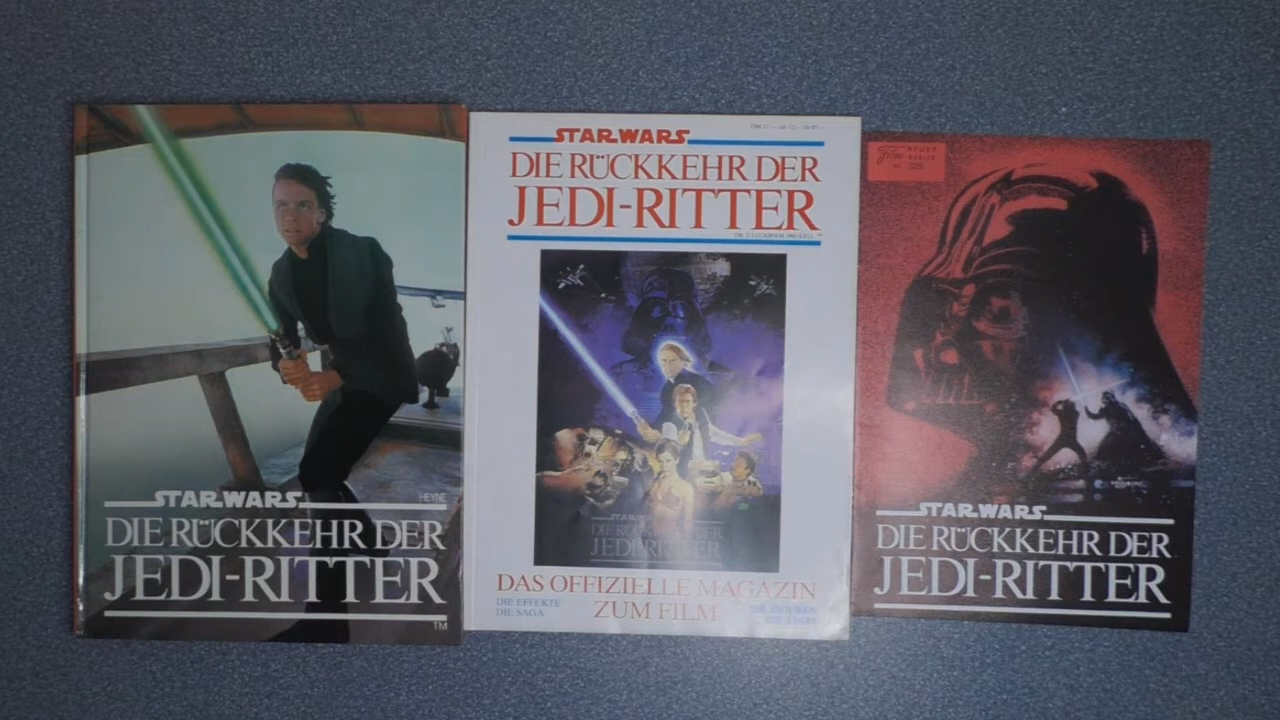 STAR WARS
HEYNE
DIE RÜCKKEHR DER
JEDI-RITTER
TM
STAR WARS
DIE RÜCKKEHR DER
JEDI-RITTER
STAR WARS
DIE RÜCKKEHR DER
JEDI-RITTER
DAS OFFIZIELLE MAGAZIN
ZUM FILM
DIE EFFEKTE
DIE SAGA
Film
NEUER
STAR WARS
DIE RÜCKKEHR DER
JEDI-RITTER